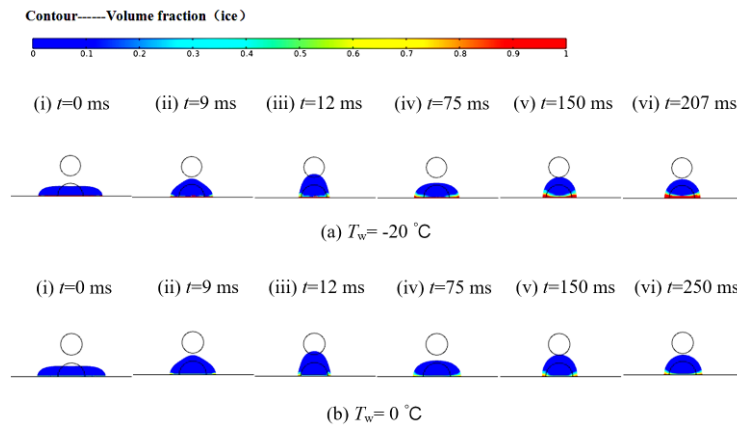 Contour------Volume fraction（ice）
0 0.1 0.2 0.3 0.4 0.5 0.6 0.7 0.8 0.9 1
(i) t=0 ms (ii) t=9 ms (iii) t=12 ms (iv) t=75 ms (v) t=150 ms (vi) t=207 ms
(a) Tw= -20 ℃
(i) t=0 ms (ii) t=9 ms (iii) t=12 ms (iv) t=75 ms (v) t=150 ms (vi) t=250 ms
(b) Tw= 0 ℃